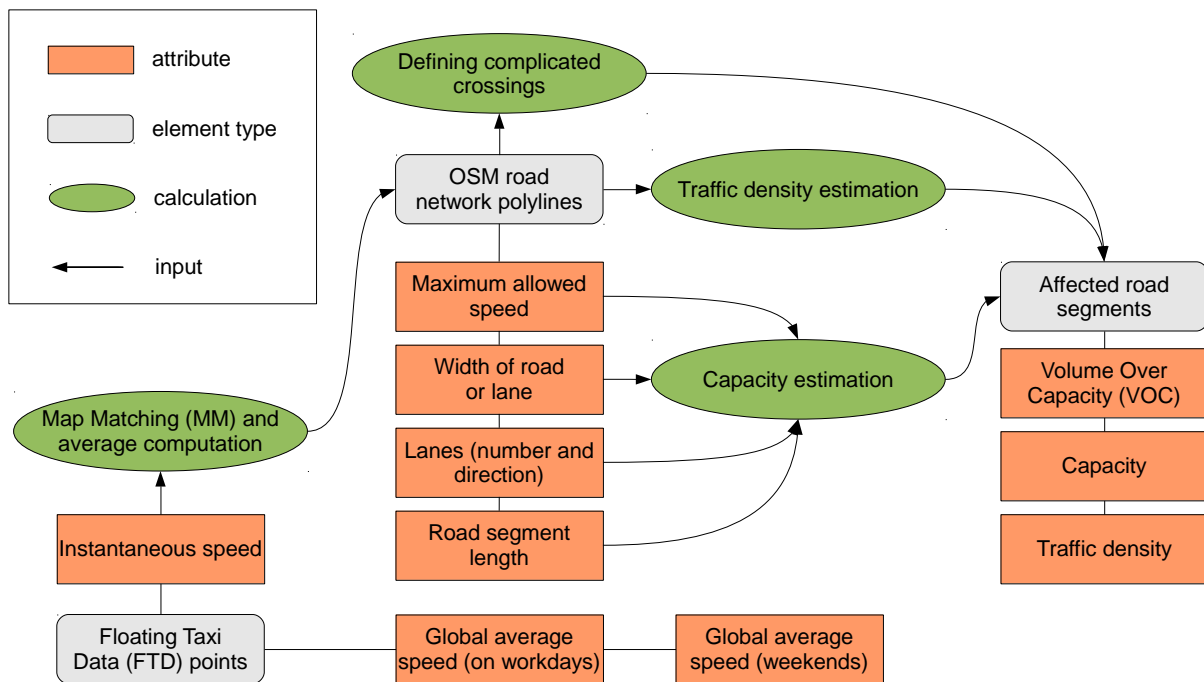 attribute
element type
calculation
input
Defining complicated
crossings
OSM road
network polylines
Traffic density estimation
Maximum allowed
speed
Width of road
or lane
Lanes (number and
direction)
Road segment
length
Capacity estimation
Affected road
segments
Volume Over
Capacity (VOC)
Capacity
Traffic density
Map Matching (MM) and
average computation
Instantaneous speed
Floating Taxi
Data (FTD) points
Global average
speed (on workdays)
Global average
speed (weekends)